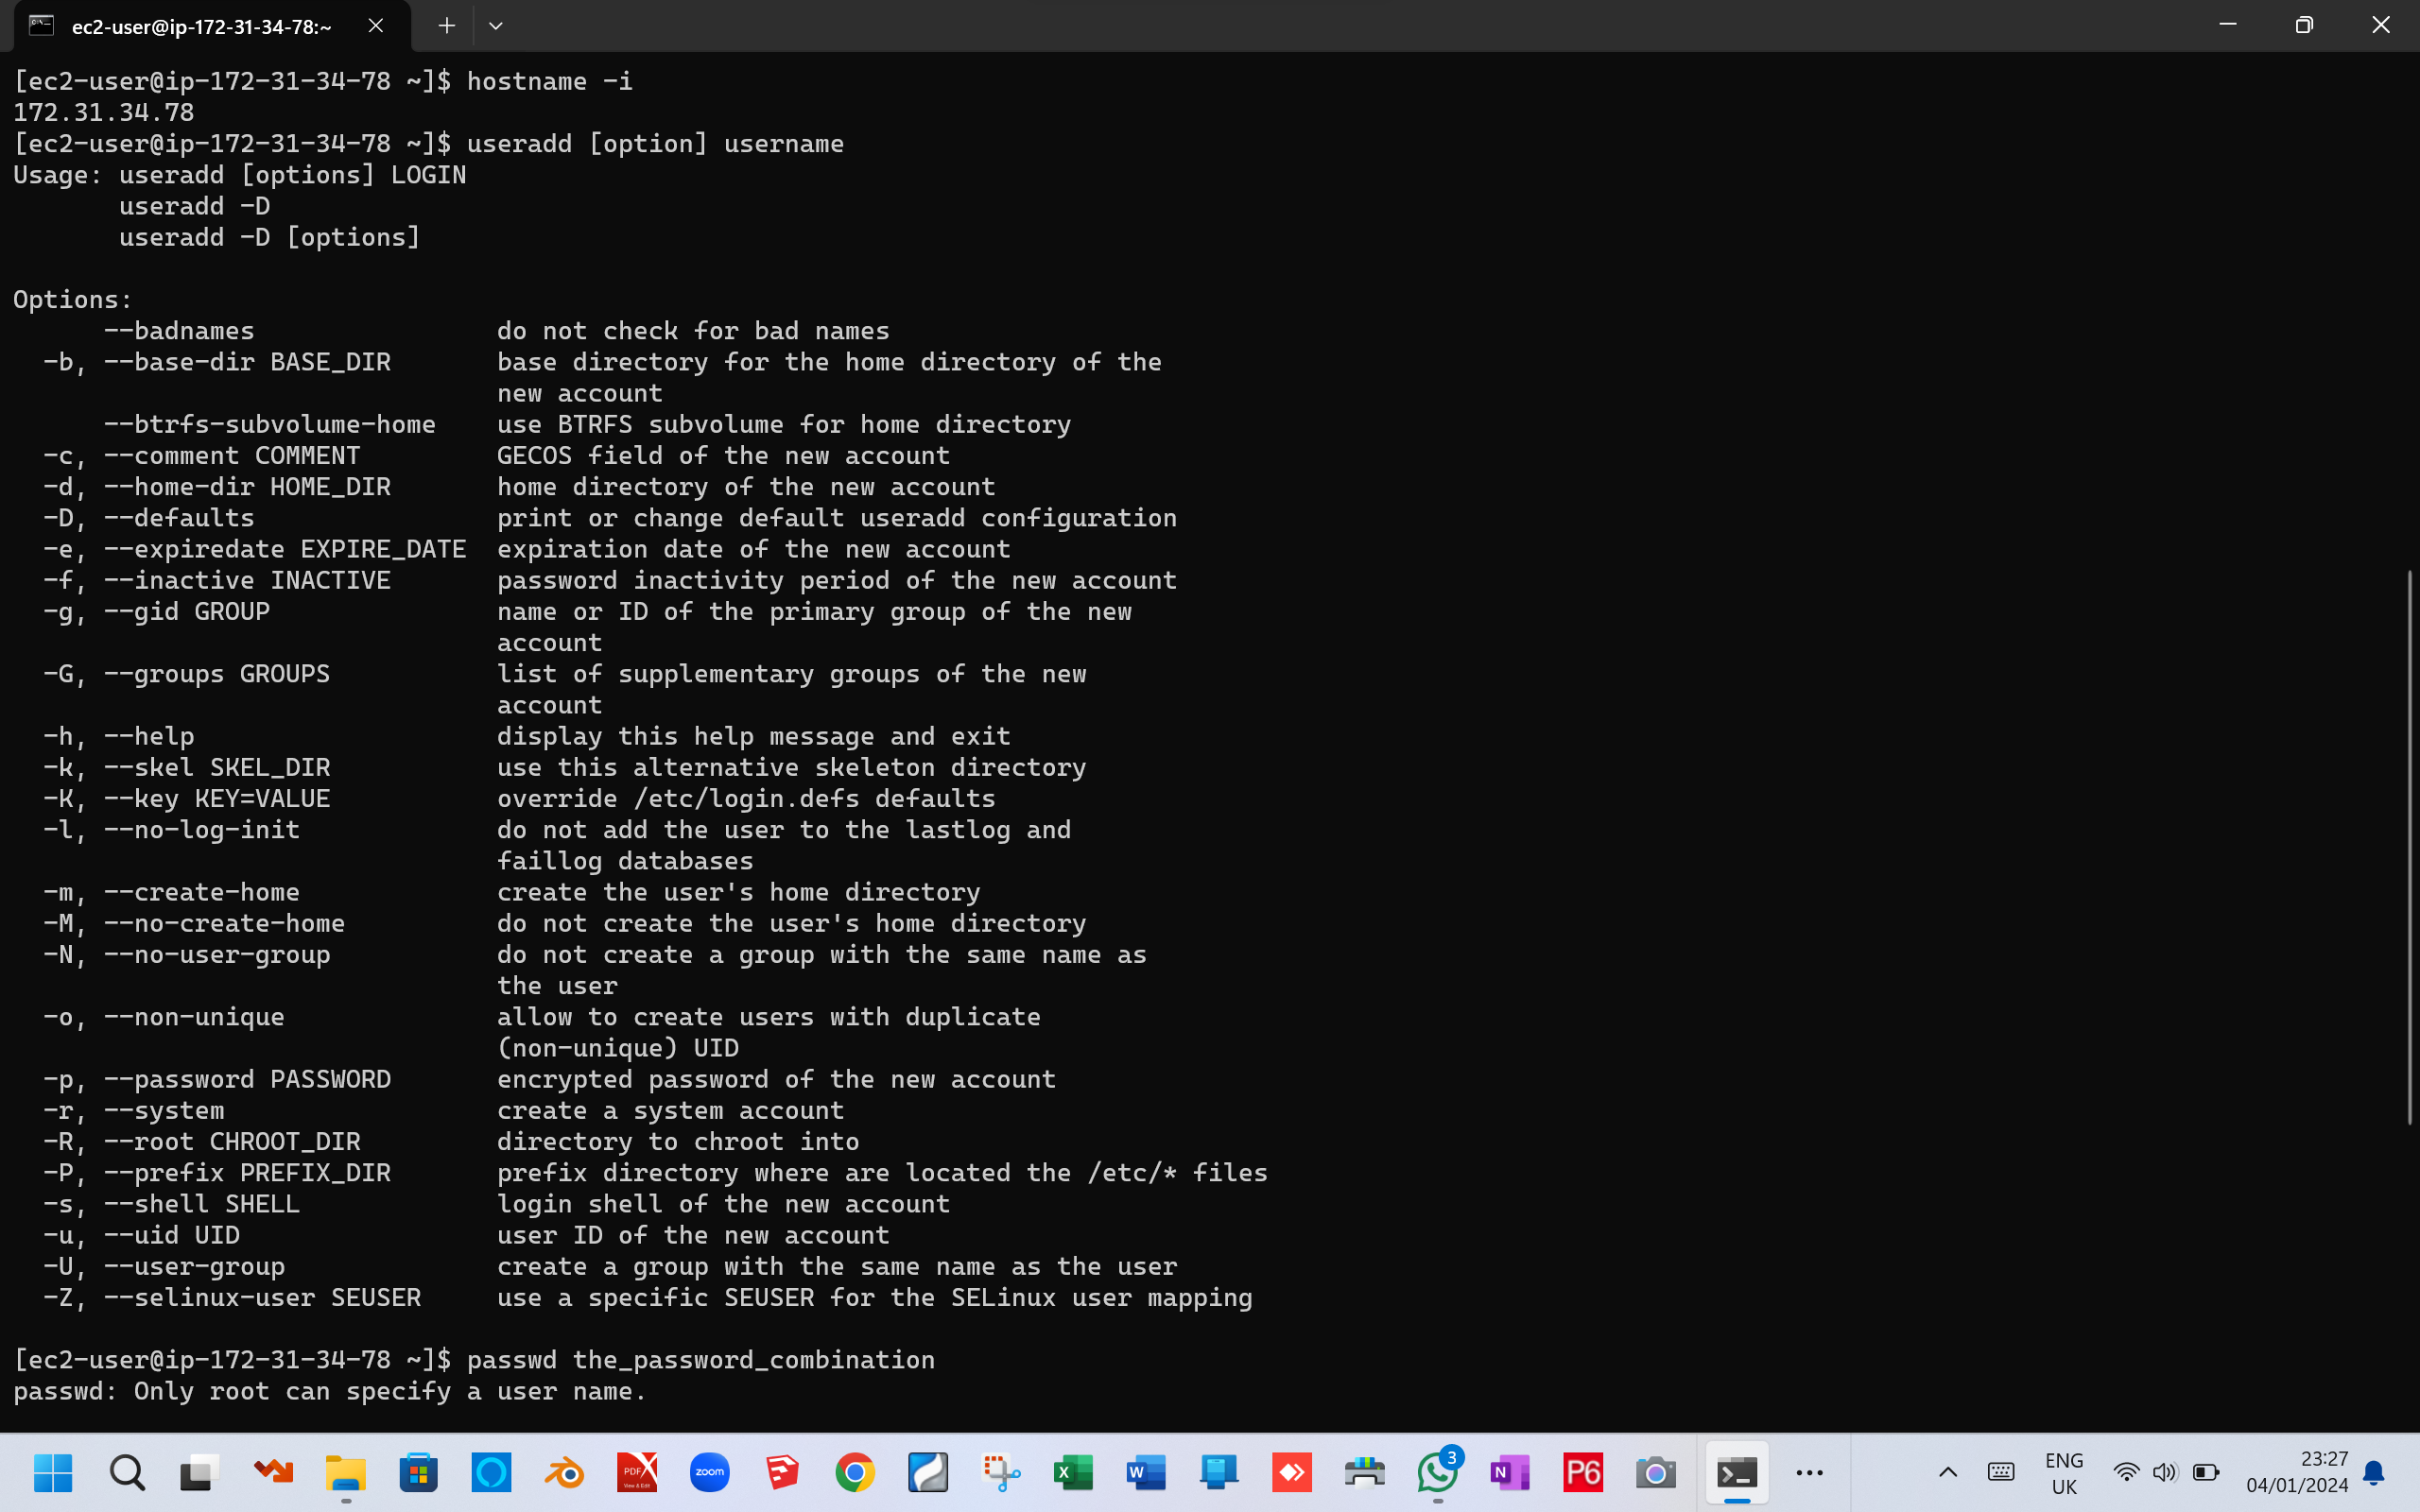 ec2-user@ip-172-31-34-78:~
[ec2-user@ip-172-31-34-78 ~]$ hostname -i
172.31.34.78
[ec2-user@ip-172-31-34-78 ~]$ useradd [option] username
Usage: useradd [options] LOGIN
       useradd -D
       useradd -D [options]

Options:
      --badnames                do not check for bad names
  -b, --base-dir BASE_DIR       base directory for the home directory of the
                                new account
      --btrfs-subvolume-home    use BTRFS subvolume for home directory
  -c, --comment COMMENT         GECOS field of the new account
  -d, --home-dir HOME_DIR       home directory of the new account
  -D, --defaults                print or change default useradd configuration
  -e, --expiredate EXPIRE_DATE  expiration date of the new account
  -f, --inactive INACTIVE       password inactivity period of the new account
  -g, --gid GROUP               name or ID of the primary group of the new
                                account
  -G, --groups GROUPS           list of supplementary groups of the new
                                account
  -h, --help                    display this help message and exit
  -k, --skel SKEL_DIR           use this alternative skeleton directory
  -K, --key KEY=VALUE           override /etc/login.defs defaults
  -l, --no-log-init             do not add the user to the lastlog and
                                faillog databases
  -m, --create-home             create the user's home directory
  -M, --no-create-home          do not create the user's home directory
  -N, --no-user-group           do not create a group with the same name as
                                the user
  -o, --non-unique              allow to create users with duplicate
                                (non-unique) UID
  -p, --password PASSWORD       encrypted password of the new account
  -r, --system                  create a system account
  -R, --root CHROOT_DIR         directory to chroot into
  -P, --prefix PREFIX_DIR       prefix directory where are located the /etc/* files
  -s, --shell SHELL             login shell of the new account
  -u, --uid UID                 user ID of the new account
  -U, --user-group              create a group with the same name as the user
  -Z, --selinux-user SEUSER     use a specific SEUSER for the SELinux user mapping

[ec2-user@ip-172-31-34-78 ~]$ passwd the_password_combination
passwd: Only root can specify a user name.
PDF
zoom
X
W
3
N
P6
ENG
UK
23:27
04/01/2024